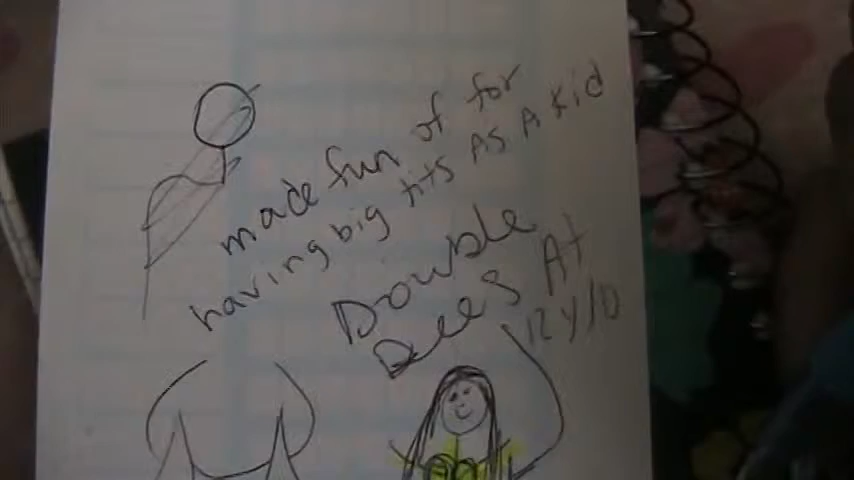 made fun of for
having big tits As A kid
Double
Dees At
12 y/o